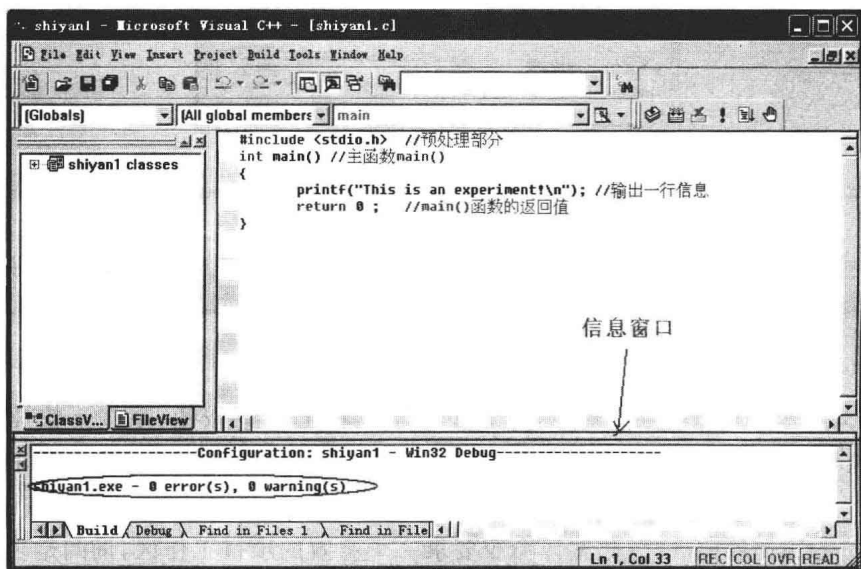 shiyan1 - Microsoft Visual C++ - [shiyan1.c]
File Edit View Insert Project Build Tools Window Help
(Globals) (All global members main
shiyan1 classes
#include <stdio.h> //预处理部分
int main() //主函数main()
{
printf("This is an experiment!\n"); //输出一行信息
return 0 ; //main()函数的返回值
}
信息窗口
ClassV... FileView
--------------------Configuration: shiyan1 - Win32 Debug--------------------
shiyan1.exe - 0 error(s), 0 warning(s)
Build Debug Find in Files 1 Find in File
Ln 1, Col 33 REC COL OVR READ